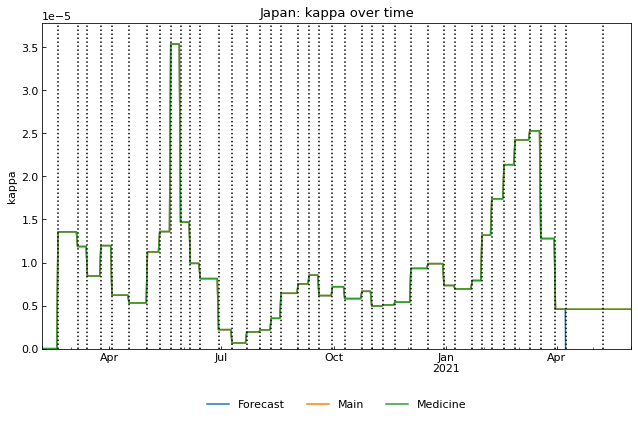 Japan: kappa over time
1e−5
3.5
3.0
2.5
2.0
1.5
1.0
0.5
0.0
kappa
Apr Jul Oct Jan Apr
2021
Forecast Main Medicine